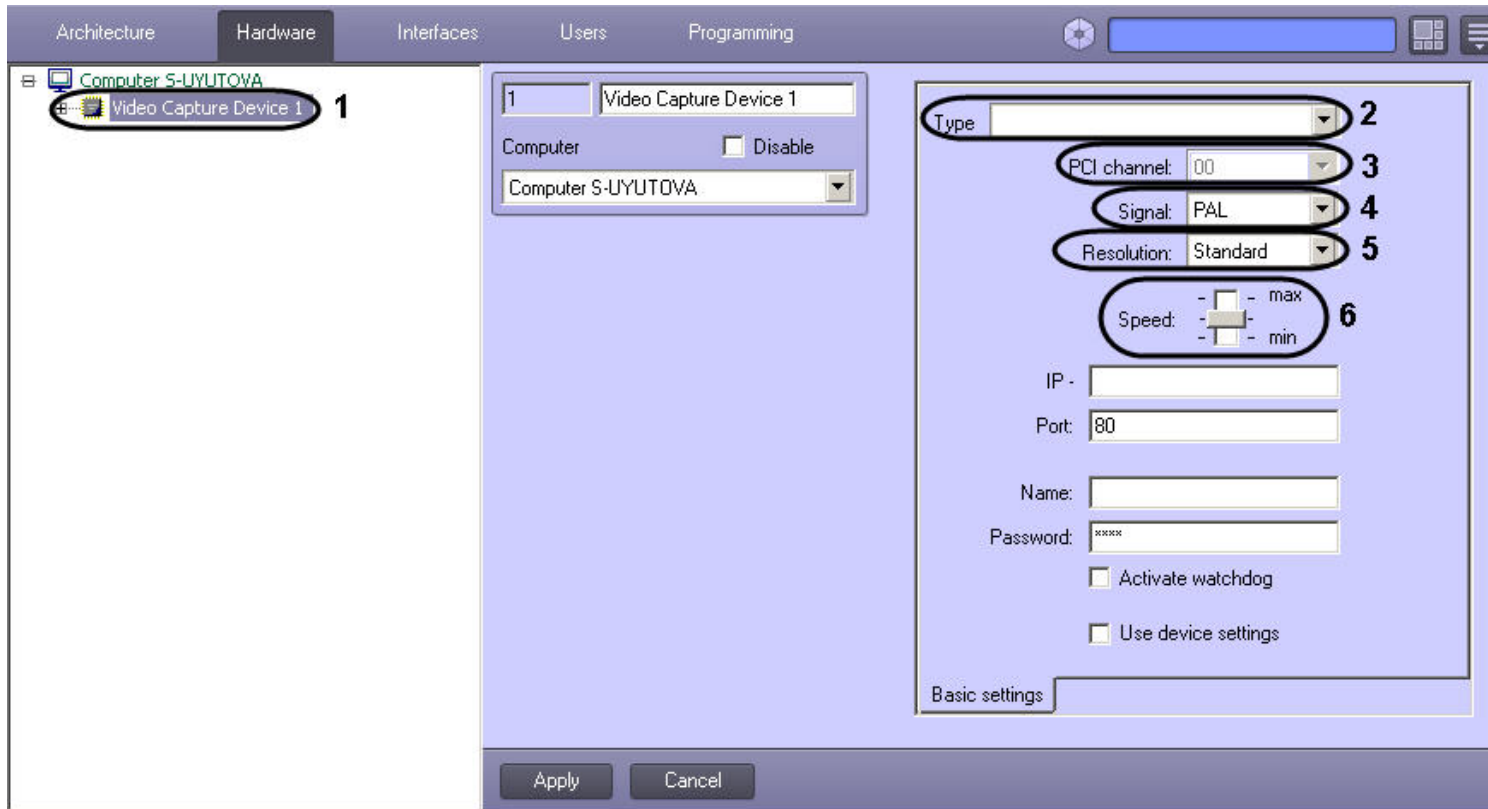 Architecture Hardware Interfaces Users Programming
Computer S-UYUTOVA
Video Capture Device 1 1
1 Video Capture Device 1
Computer Disable
Computer S-UYUTOVA
Type 2
PCI channel: 00 3
Signal: PAL 4
Resolution: Standard 5
Speed: max min 6
IP -
Port: 80
Name:
Password: ****
Activate watchdog
Use device settings
Basic settings
Apply Cancel